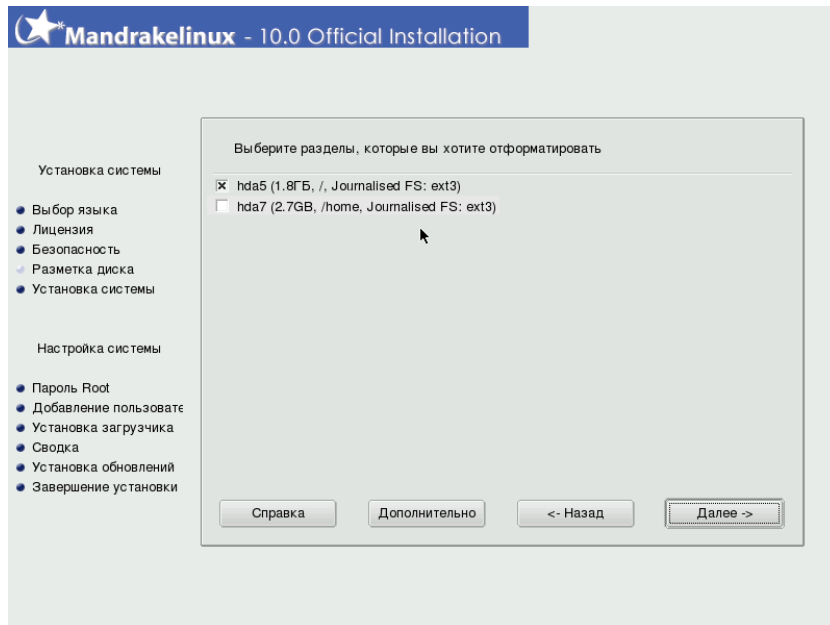 Mandrakelinux - 10.0 Official Installation
Выберите разделы, которые вы хотите отформатировать
Установка системы
hda5 (1.8ГБ, /, Journalised FS: ext3)
hda7 (2.7GB, /home, Journalised FS: ext3)
Выбор языка
Лицензия
Безопасность
Разметка диска
Установка системы
Настройка системы
Пароль Root
Добавление пользовате
Установка загрузчика
Сводка
Установка обновлений
Завершение установки
Справка
Дополнительно
<- Назад
Далее ->